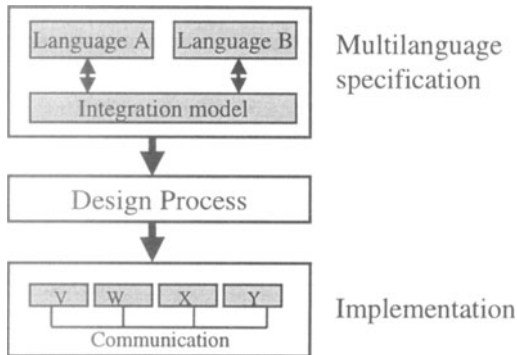 Language A
Language B
Multilanguage
specification
Integration model
Design Process
V
W
X
Y
Communication
Implementation